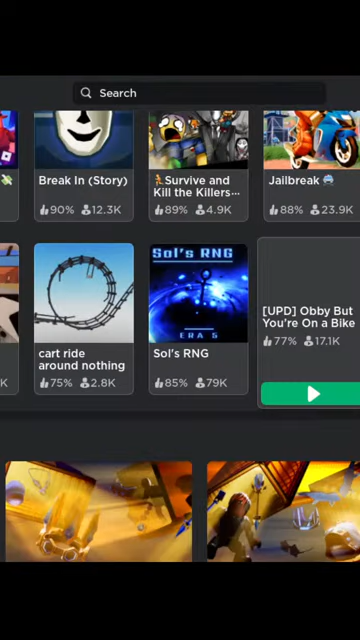 Search
Break In (Story)
90% 12.3K
Survive and
Kill the Killers...
89% 4.9K
Jailbreak
88% 23.9K
K
cart ride
around nothing
75% 2.8K
Sol's RNG
ERA 5
Sol's RNG
85% 79K
[UPD] Obby But
You're On a Bike
77% 17.1K